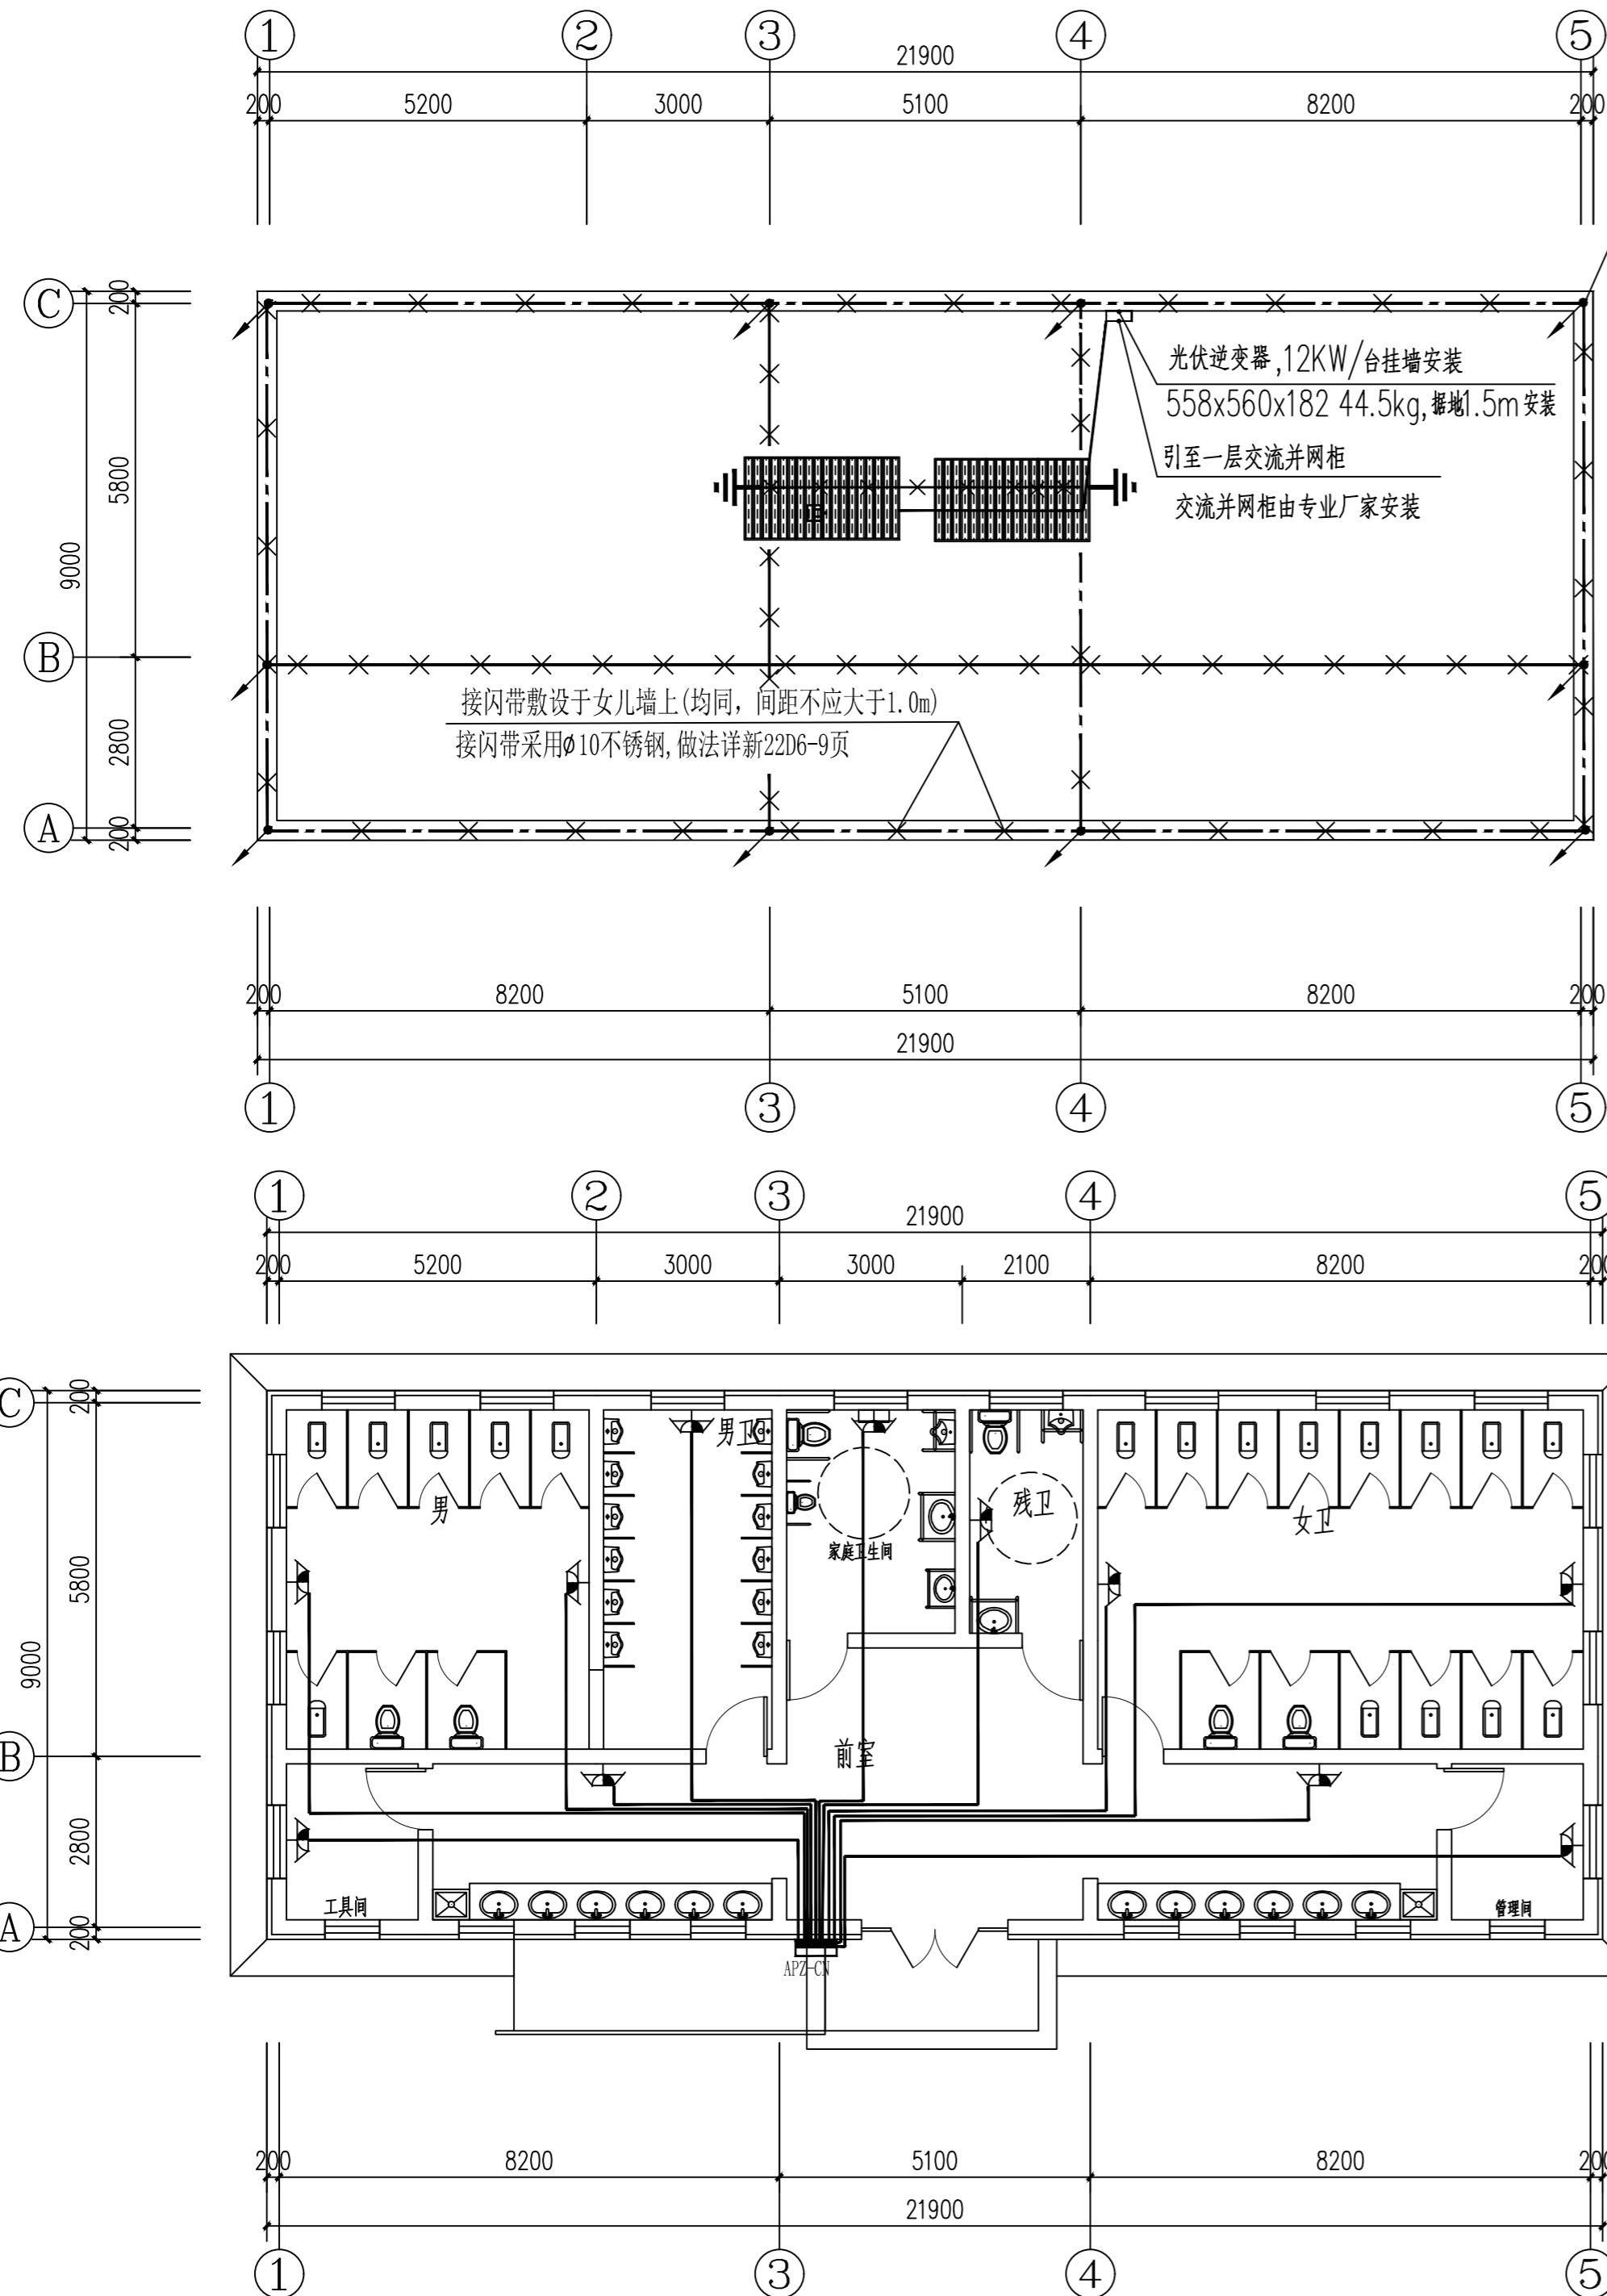 1 2 3 4 5
21900
200 5200 3000 5100 8200 200
C
200
光伏逆变器,12KW/台挂墙安装
558x560x182 44.5kg,据地1.5m安装
引至一层交流并网柜
交流并网柜由专业厂家安装
5800
9000
B
接闪带敷设于女儿墙上(均同，间距不应大于1.0m)
接闪带采用Ø10不锈钢,做法详新22D6-9页
2800
A
200
200 8200 5100 8200 200
21900
1 3 4 5
1 2 3 4 5
21900
200 5200 3000 3000 2100 8200 200
C
200
男卫
男
残卫
女卫
家庭卫生间
5800
9000
B
前室
2800
工具间
管理间
A
200
APZ-CN
200 8200 5100 8200 200
21900
1 3 4 5